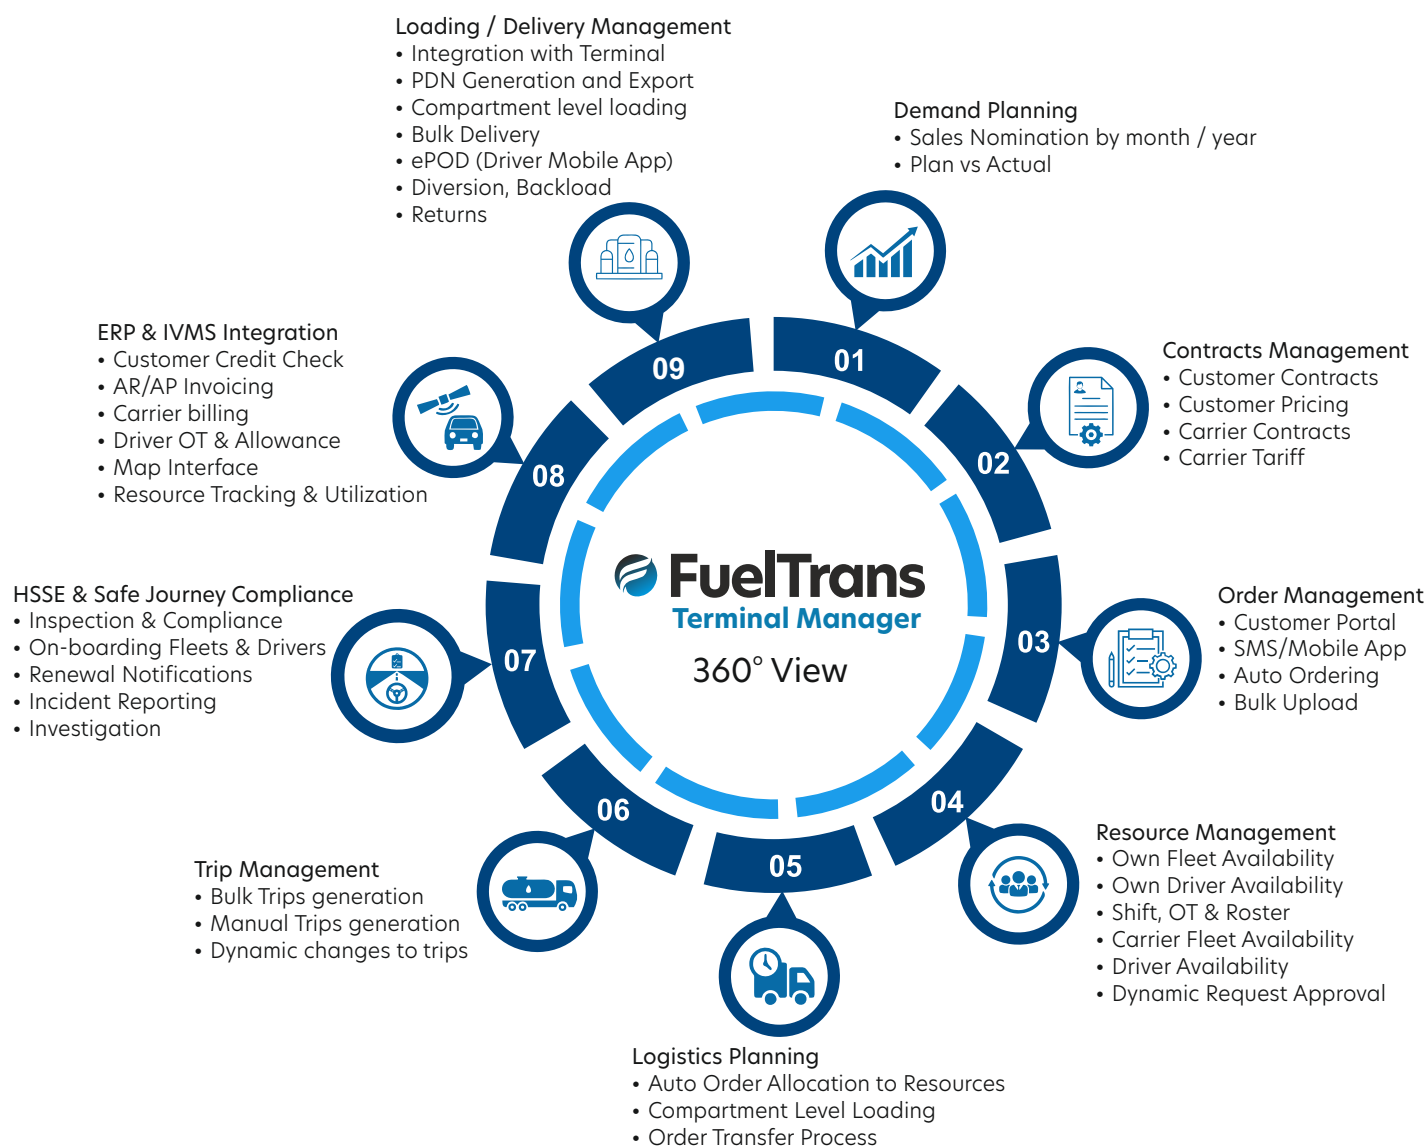 Loading / Delivery Management
• Integration with Terminal
• PDN Generation and Export
• Compartment level loading
• Bulk Delivery
• ePOD (Driver Mobile App)
• Diversion, Backload
• Returns
Demand Planning
• Sales Nomination by month / year
• Plan vs Actual
Contracts Management
• Customer Contracts
• Customer Pricing
• Carrier Contracts
• Carrier Tariff
Order Management
• Customer Portal
• SMS/Mobile App
• Auto Ordering
• Bulk Upload
Resource Management
• Own Fleet Availability
• Own Driver Availability
• Shift, OT & Roster
• Carrier Fleet Availability
• Driver Availability
• Dynamic Request Approval
Logistics Planning
• Auto Order Allocation to Resources
• Compartment Level Loading
• Order Transfer Process
Trip Management
• Bulk Trips generation
• Manual Trips generation
• Dynamic changes to trips
HSSE & Safe Journey Compliance
• Inspection & Compliance
• On-boarding Fleets & Drivers
• Renewal Notifications
• Incident Reporting
• Investigation
ERP & IVMS Integration
• Customer Credit Check
• AR/AP Invoicing
• Carrier billing
• Driver OT & Allowance
• Map Interface
• Resource Tracking & Utilization
01
02
03
04
05
06
07
08
09
FuelTrans
Terminal Manager
360° View